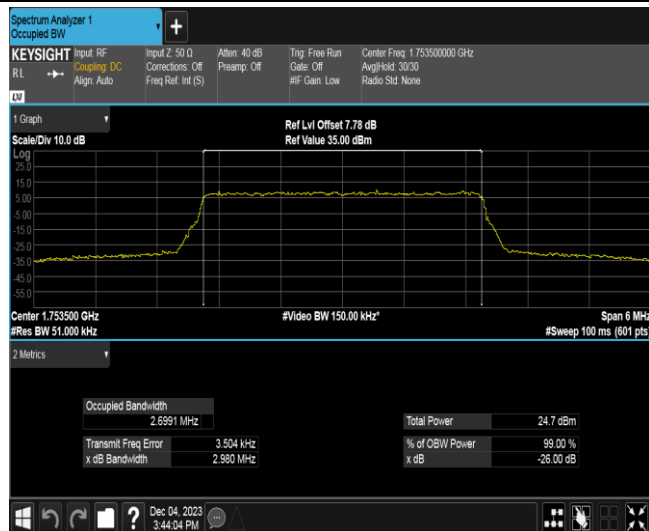 Spectrum Analyzer 1
Occupied BW
+
KEYSIGHT
RL
Input: RF
Coupling: DC
Align: Auto
Input Z: 50 Ω
Corrections: Off
Freq Ref: Int (S)
Atten: 40 dB
Preamp: Off
Trig: Free Run
Gate: Off
#IF Gain: Low
Center Freq: 1.753500000 GHz
Avg|Hold: 30/30
Radio Std: None
1 Graph
Scale/Div 10.0 dB
Ref Lvl Offset 7.78 dB
Ref Value 35.00 dBm
Log
25.0
15.0
5.00
-5.00
-15.0
-25.0
-35.0
-45.0
-55.0
Center 1.753500 GHz
#Video BW 150.00 kHz*
Span 6 MHz
#Res BW 51.000 kHz
#Sweep 100 ms (601 pts)
2 Metrics
Occupied Bandwidth
2.6991 MHz
Total Power 24.7 dBm
Transmit Freq Error 3.504 kHz
% of OBW Power 99.00 %
x dB Bandwidth 2.980 MHz
x dB -26.00 dB
?
Dec 04, 2023
3:44:04 PM